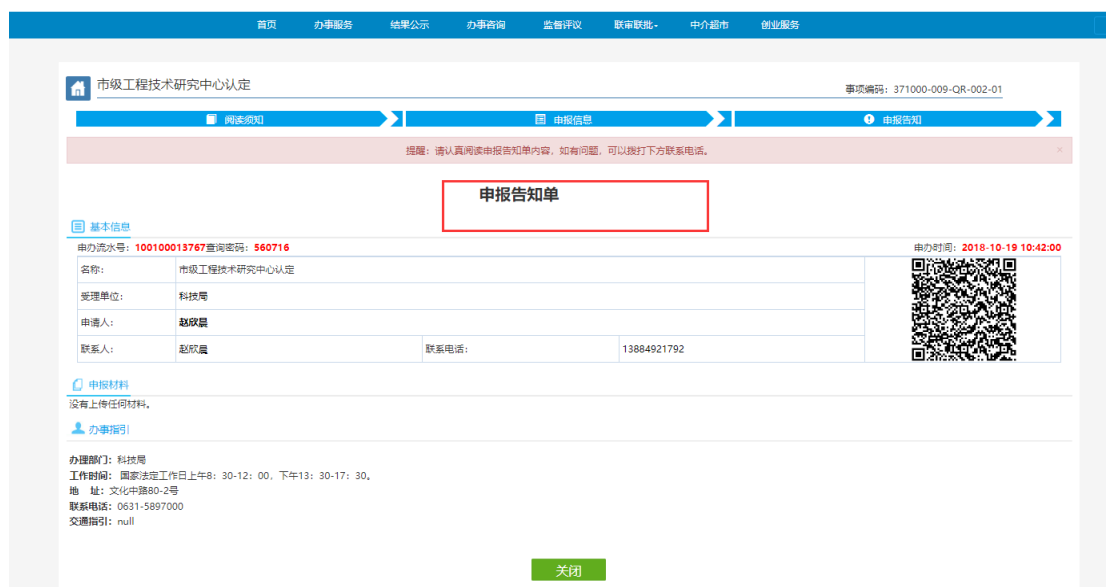 首页 办事服务 结果公示 办事咨询 监督评议 联审联批 中介超市 创业服务
市级工程技术研究中心认定 事项编码：371000-009-QR-002-01
阅读须知 申报信息 申报告知
提醒：请认真阅读申报告知单内容，如有问题，可以拨打下方联系电话。 ×
申报告知单
基本信息
申办流水号：100100013767查询密码：560716 申办时间：2018-10-19 10:42:00
名称： 市级工程技术研究中心认定
受理单位： 科技局
申请人： 赵欣晨
联系人： 赵欣晨 联系电话： 13884921792
申报材料
没有上传任何材料。
办事指引
办理部门：科技局
工作时间： 国家法定工作日上午8：30-12：00，下午13：30-17：30。
地 址：文化中路80-2号
联系电话：0631-5897000
交通指引：null
关闭